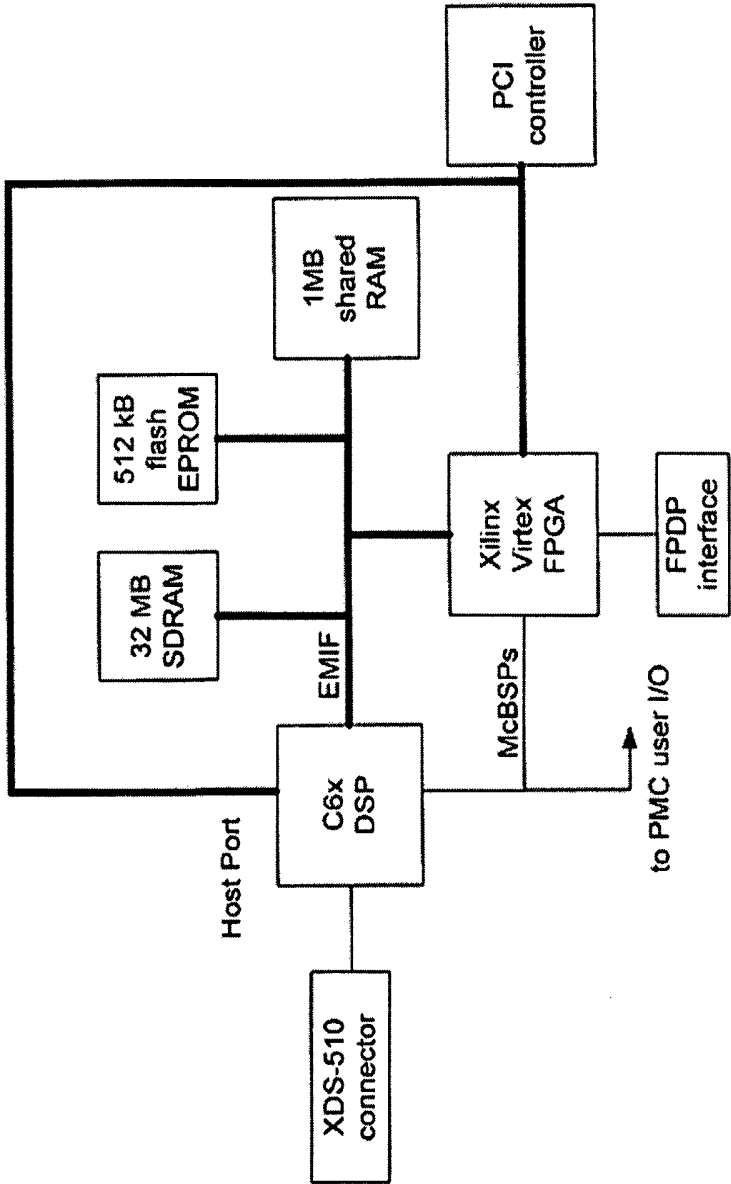 Host Port
XDS-510
connector
C6x
DSP
EMIF
32 MB
SDRAM
512 kB
flash
EPROM
1MB
shared
RAM
PCI
controller
McBSPs
Xilinx
Virtex
FPGA
FPDP
interface
to PMC user I/O